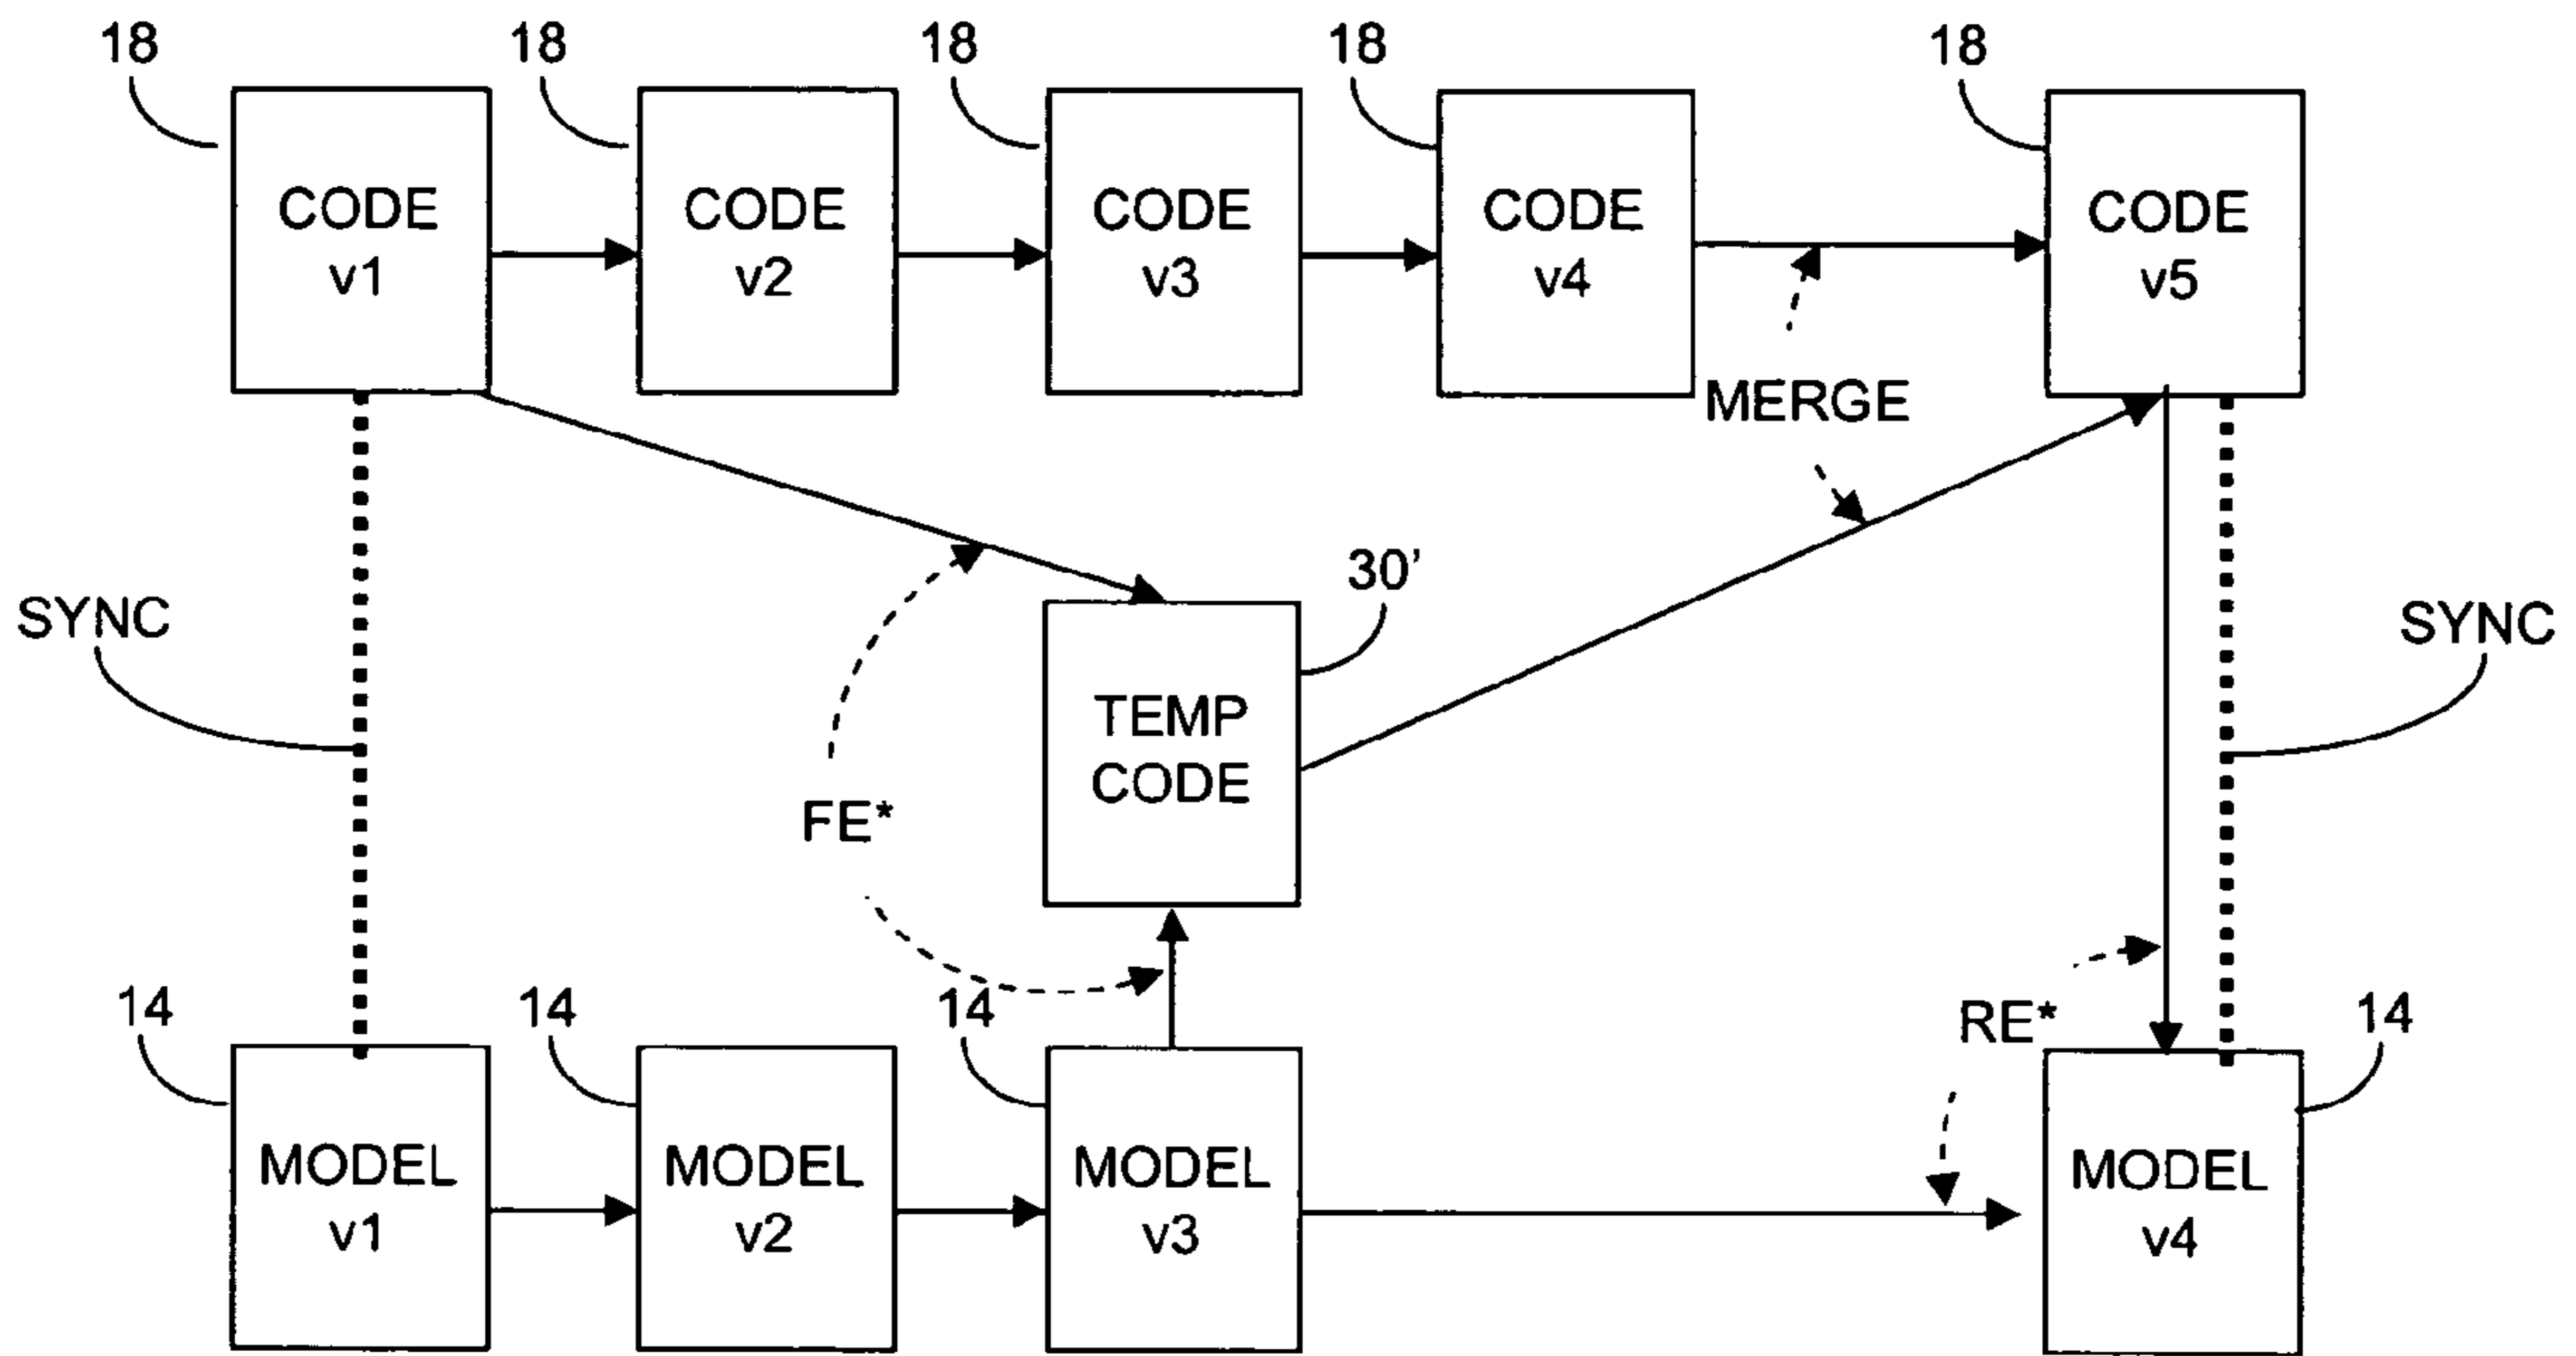 18
18
18
18
18
CODE
v1
CODE
v2
CODE
v3
CODE
v4
CODE
v5
MERGE
SYNC
30’
SYNC
TEMP
CODE
FE*
14
14
14
RE*
14
MODEL
v1
MODEL
v2
MODEL
v3
MODEL
v4